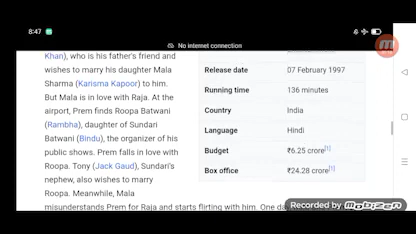 8:47
No internet connection
Khan), who is his father's friend and
wishes to marry his daughter Mala
Sharma (Karisma Kapoor) to him.
But Mala is in love with Raja. At the
airport, Prem finds Roopa Batwani
(Rambha), daughter of Sundari
Batwani (Bindu), the organizer of his
public shows. Prem falls in love with
Roopa. Tony (Jack Gaud), Sundari's
nephew, also wishes to marry
Roopa. Meanwhile, Mala
misunderstands Prem for Raja and starts flirting with him. One da
Release date 07 February 1997
Running time 136 minutes
Country India
Language Hindi
Budget ₹6.25 crore[1]
Box office ₹24.28 crore[1]
Recorded by Mobizen